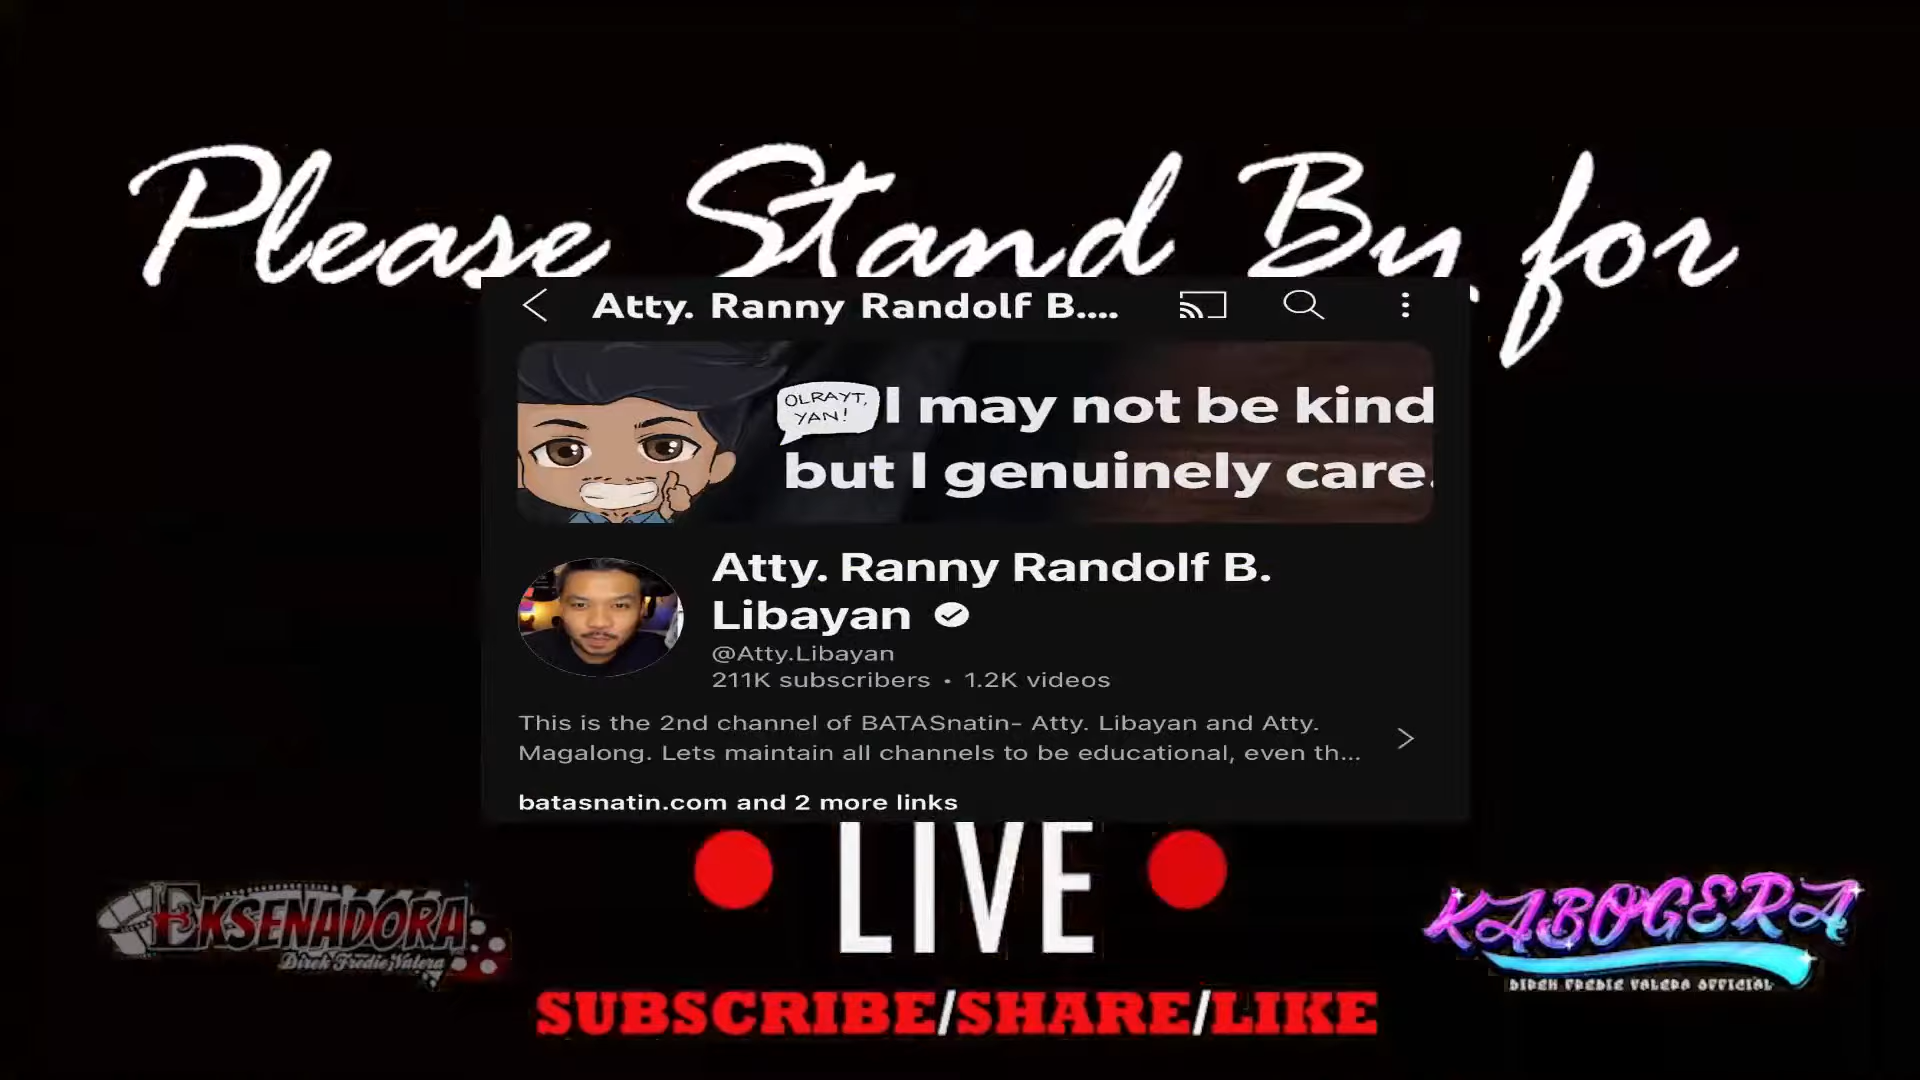 Please Stand By for
Atty. Ranny Randolf B....
OLRAYT,
YAN!
I may not be kind
but I genuinely care.
Atty. Ranny Randolf B.
Libayan
@Atty.Libayan
211K subscribers • 1.2K videos
This is the 2nd channel of BATASnatin- Atty. Libayan and Atty.
Magalong. Lets maintain all channels to be educational, even th...
batasnatin.com and 2 more links
LIVE
EKSENADORA
Direk Fredie Valera
KABOGERA
DIREK FREDIE VALERA OFFICIAL
SUBSCRIBE/SHARE/LIKE